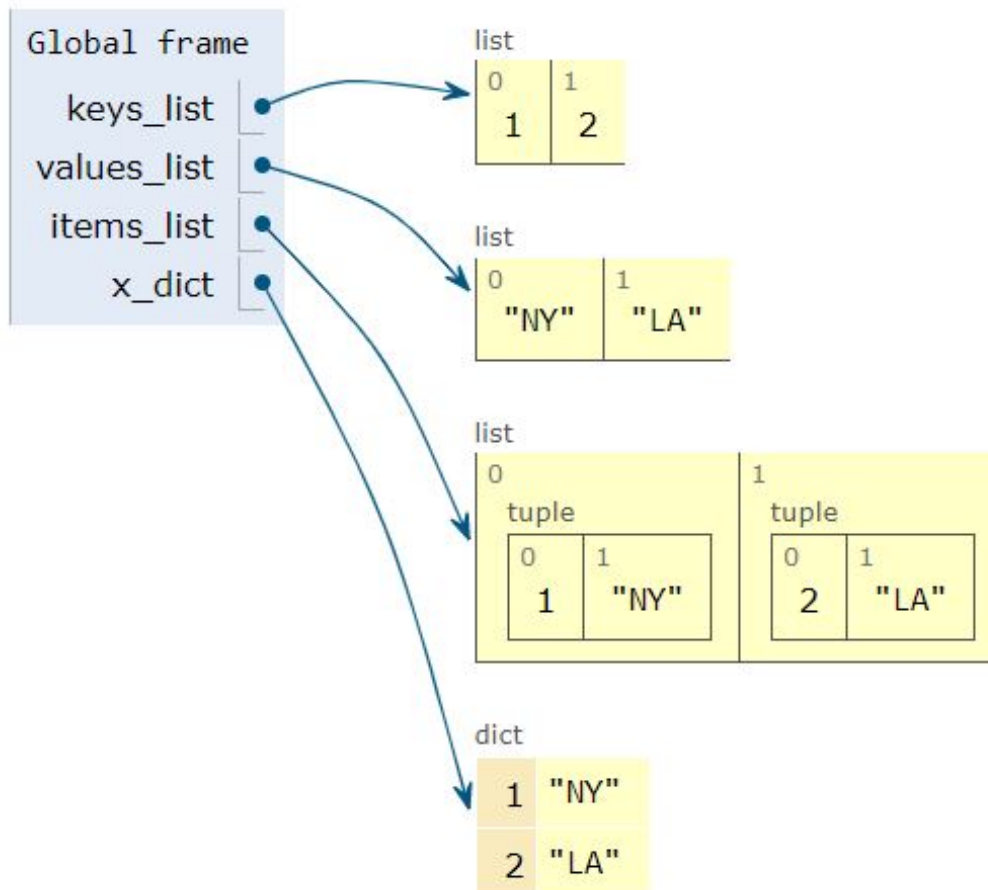 Global frame
keys_list
values_list
items_list
x_dict
list
0 1
1 2
list
0 1
"NY" "LA"
list
0 1
tuple tuple
0 1 0 1
1 "NY" 2 "LA"
dict
1 "NY"
2 "LA"